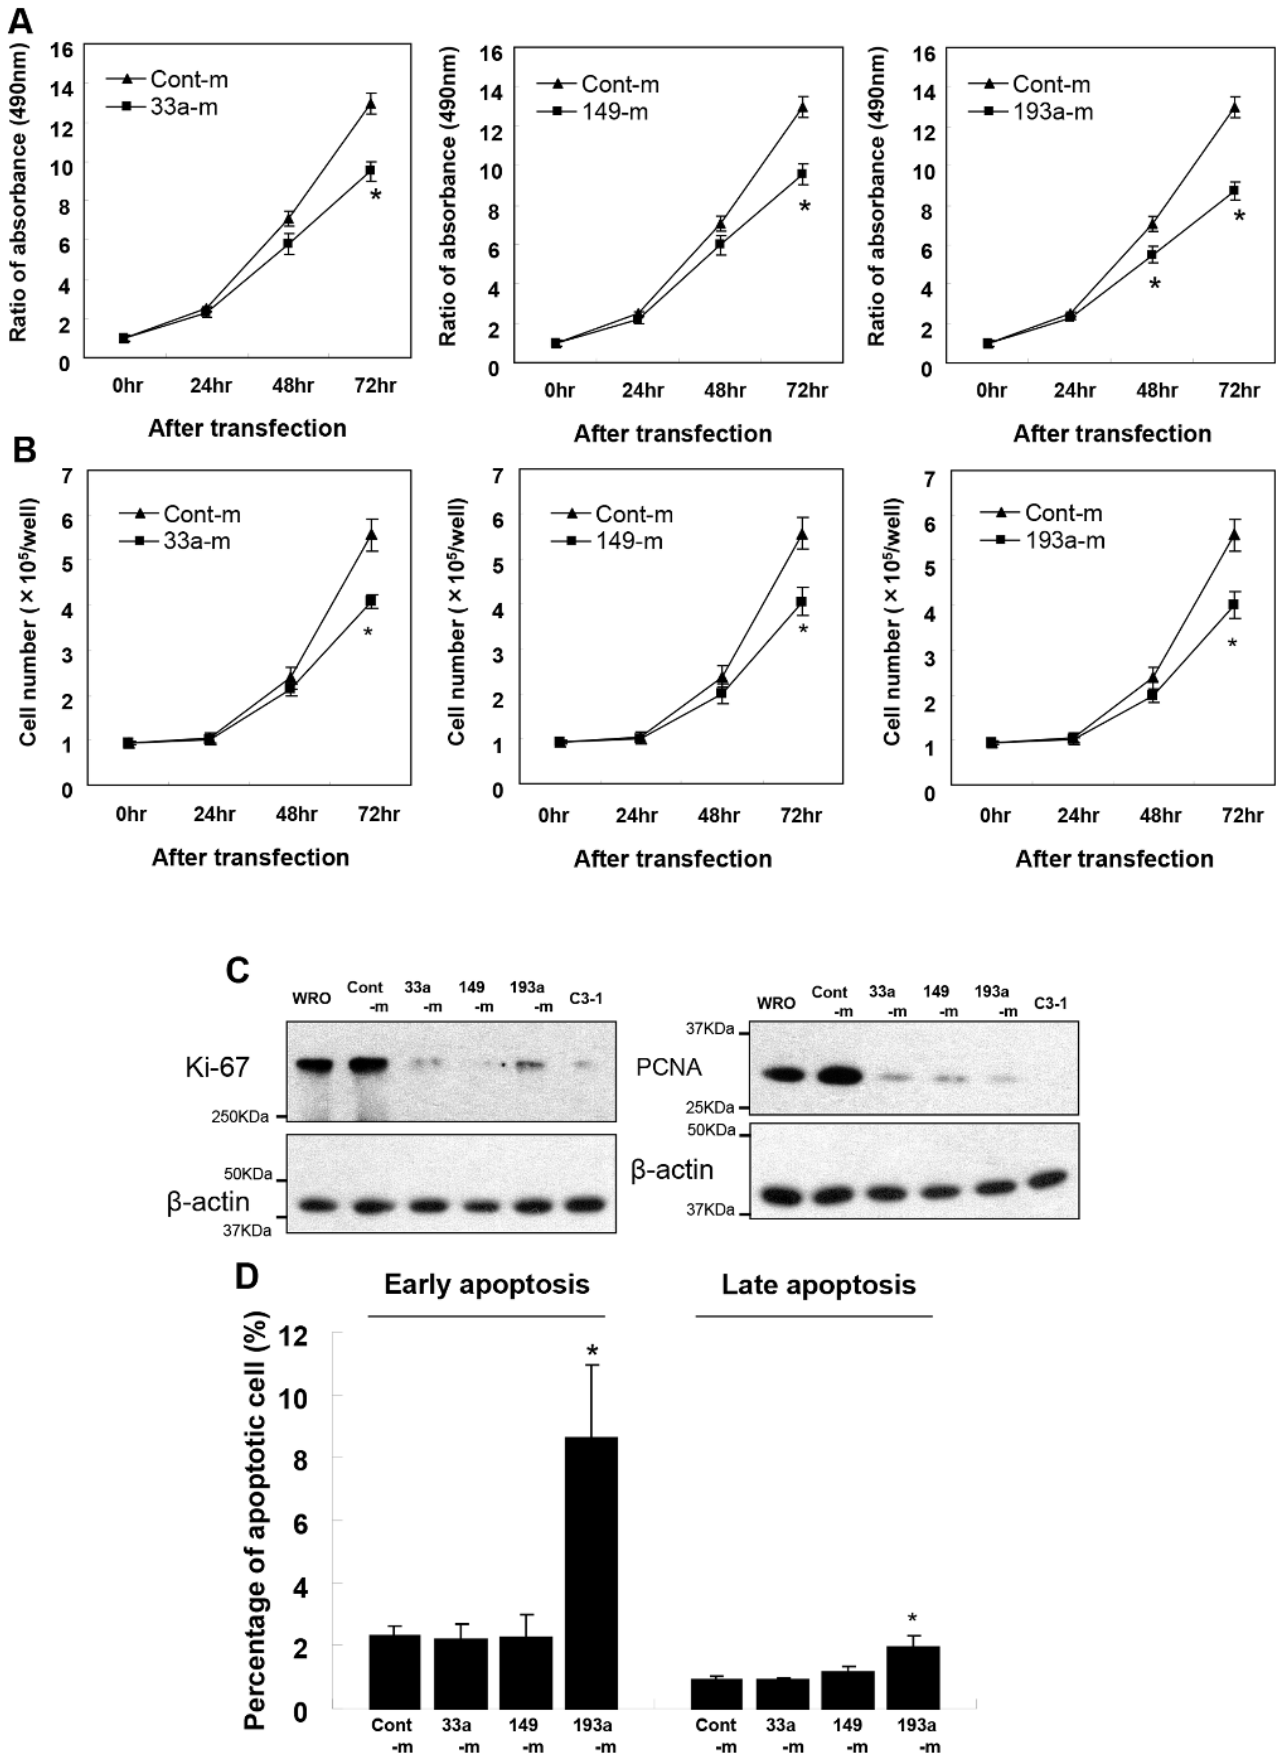 A
Ratio of absorbance (490nm)
16
14
12
10
8
6
4
2
0
Cont-m
33a-m
*
0hr 24hr 48hr 72hr
After transfection
Ratio of absorbance (490nm)
16
14
12
10
8
6
4
2
0
Cont-m
149-m
*
0hr 24hr 48hr 72hr
After transfection
Ratio of absorbance (490nm)
16
14
12
10
8
6
4
2
0
Cont-m
193a-m
*
*
0hr 24hr 48hr 72hr
After transfection
B
Cell number (×10⁵/well)
7
6
5
4
3
2
1
0
Cont-m
33a-m
*
0hr 24hr 48hr 72hr
After transfection
Cell number (×10⁵/well)
7
6
5
4
3
2
1
0
Cont-m
149-m
*
0hr 24hr 48hr 72hr
After transfection
Cell number (×10⁵/well)
7
6
5
4
3
2
1
0
Cont-m
193a-m
*
0hr 24hr 48hr 72hr
After transfection
C
WRO Cont -m 33a -m 149 -m 193a -m C3-1
Ki-67
250KDa
50KDa
β-actin
37KDa
WRO Cont -m 33a -m 149 -m 193a -m C3-1
37KDa
PCNA
25KDa
50KDa
β-actin
37KDa
D
Early apoptosis Late apoptosis
Percentage of apoptotic cell (%)
12
10
8
6
4
2
0
*
*
Cont 33a 149 193a Cont 33a 149 193a
-m -m -m -m -m -m -m -m